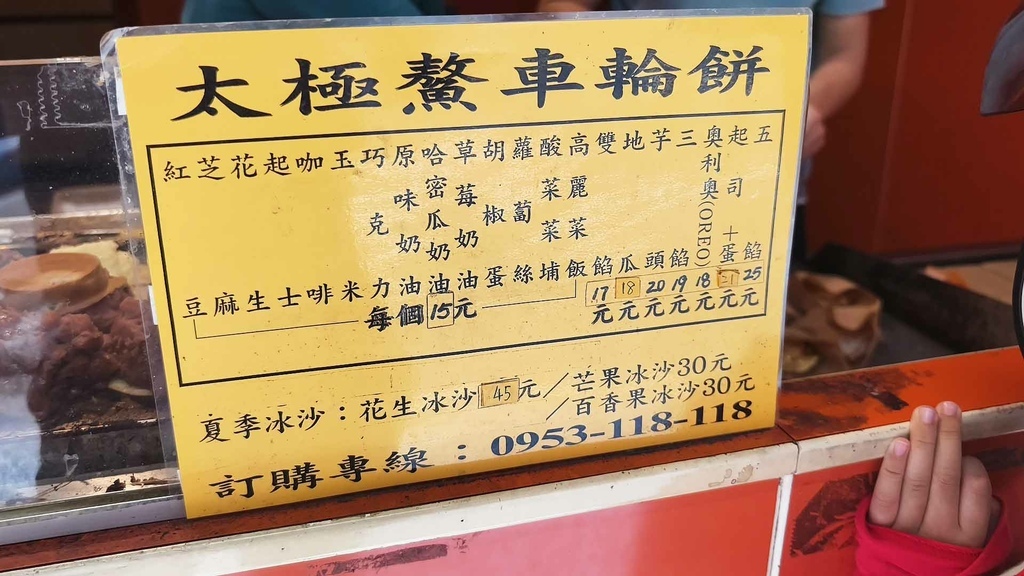 太極鰲車輪餅
紅豆
芝麻
花生
起士
咖啡
玉米
巧克力
原味奶油
哈密瓜奶油
草莓奶油
胡椒蛋
蘿蔔絲
酸菜菜埔
高麗菜飯
每個15元
雙餡17元
地瓜18元
芋頭20元
三餡19元
奧利奧(OREO)18元
起司+蛋21元
五餡25元
夏季冰沙：花生冰沙45元／芒果冰沙30元
／百香果冰沙30元
訂購專線：0953-118-118